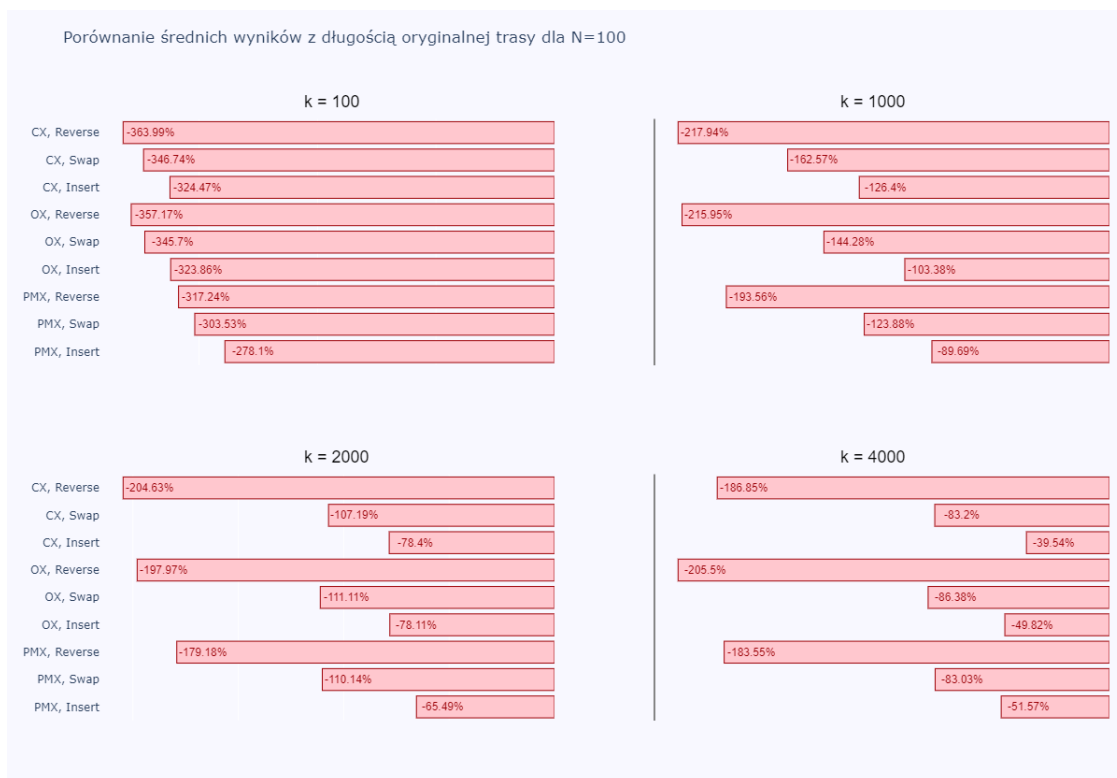 Porównanie średnich wyników z długością oryginalnej trasy dla N=100
k = 100
CX, Reverse -363.99%
CX, Swap -346.74%
CX, Insert -324.47%
OX, Reverse -357.17%
OX, Swap -345.7%
OX, Insert -323.86%
PMX, Reverse -317.24%
PMX, Swap -303.53%
PMX, Insert -278.1%
k = 1000
-217.94%
-162.57%
-126.4%
-215.95%
-144.28%
-103.38%
-193.56%
-123.88%
-89.69%
k = 2000
CX, Reverse -204.63%
CX, Swap -107.19%
CX, Insert -78.4%
OX, Reverse -197.97%
OX, Swap -111.11%
OX, Insert -78.11%
PMX, Reverse -179.18%
PMX, Swap -110.14%
PMX, Insert -65.49%
k = 4000
-186.85%
-83.2%
-39.54%
-205.5%
-86.38%
-49.82%
-183.55%
-83.03%
-51.57%